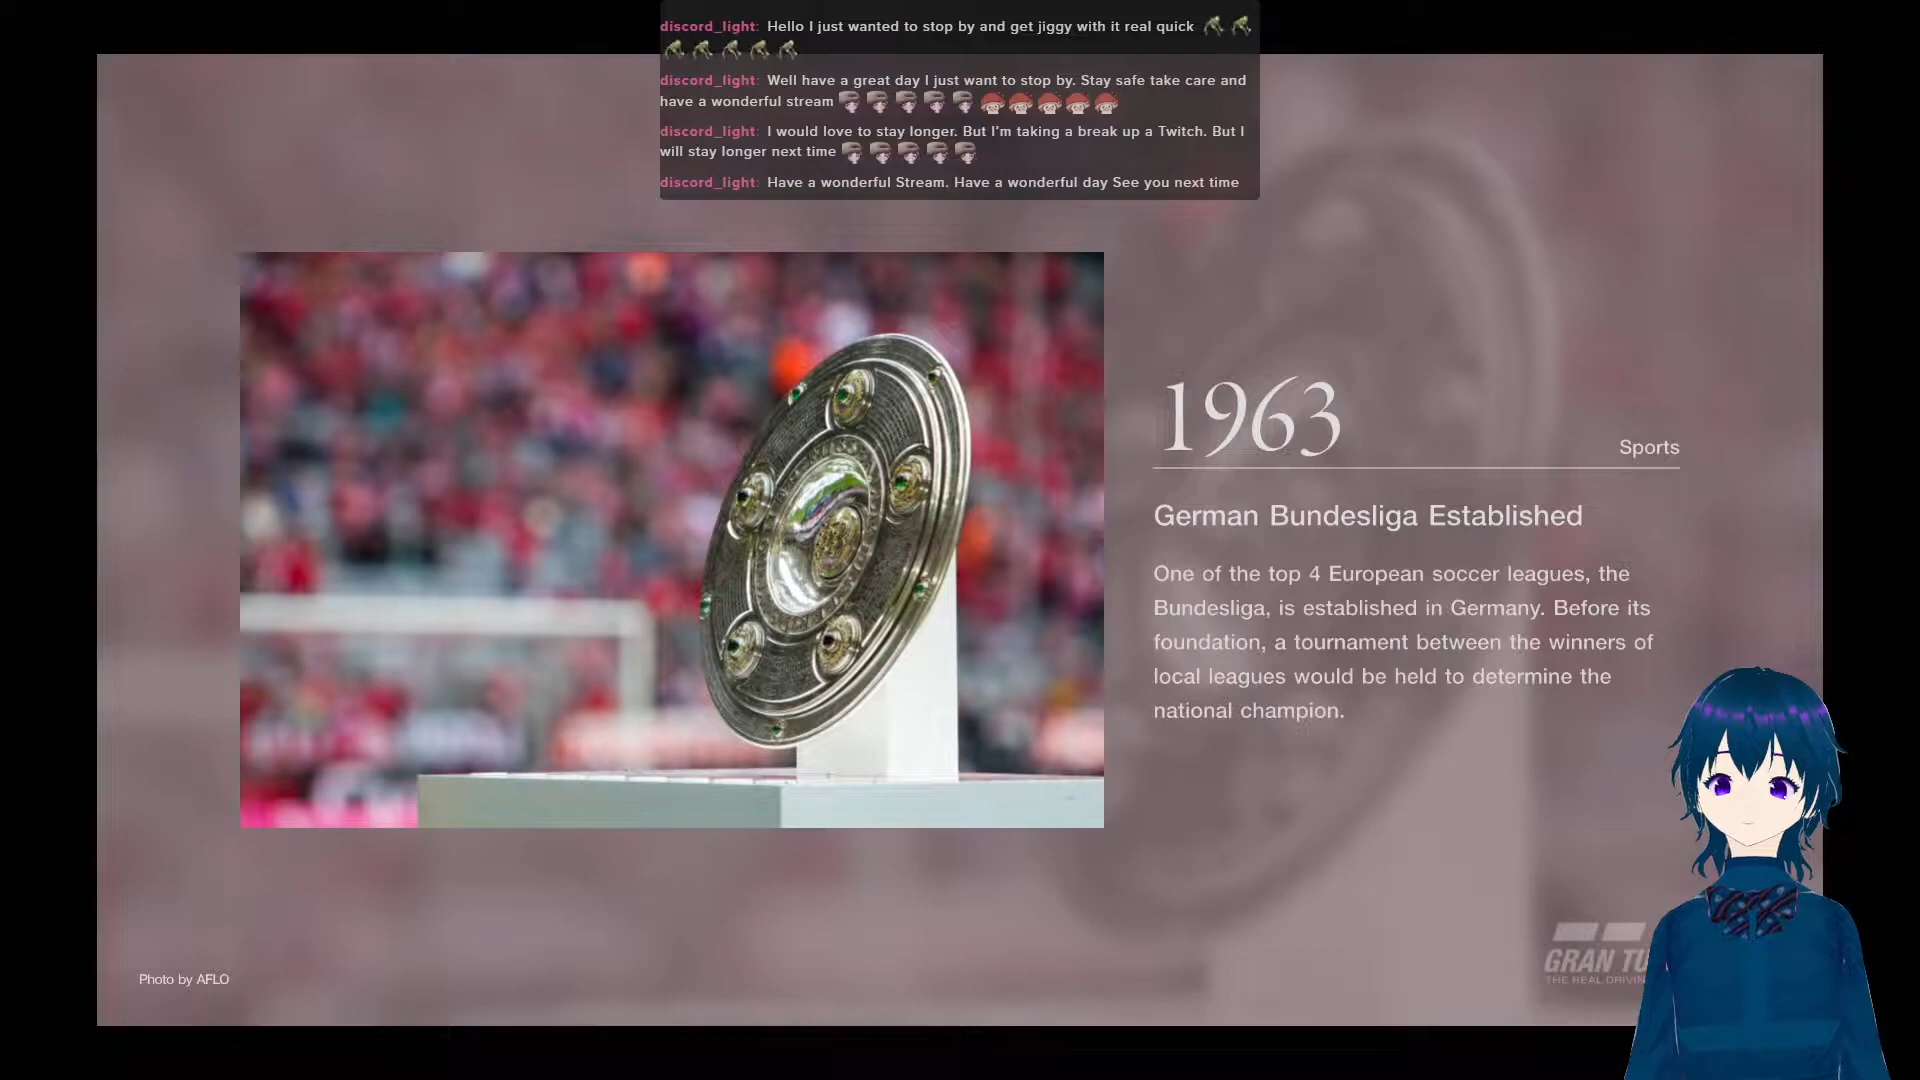 discord_light: Hello I just wanted to stop by and get jiggy with it real quick
discord_light: Well have a great day I just want to stop by. Stay safe take care and
have a wonderful stream
discord_light: I would love to stay longer. But I'm taking a break up a Twitch. But I
will stay longer next time
discord_light: Have a wonderful Stream. Have a wonderful day See you next time
1963
Sports
German Bundesliga Established
One of the top 4 European soccer leagues, the
Bundesliga, is established in Germany. Before its
foundation, a tournament between the winners of
local leagues would be held to determine the
national champion.
GRAN TU
THE REAL DRIVIN
Photo by AFLO